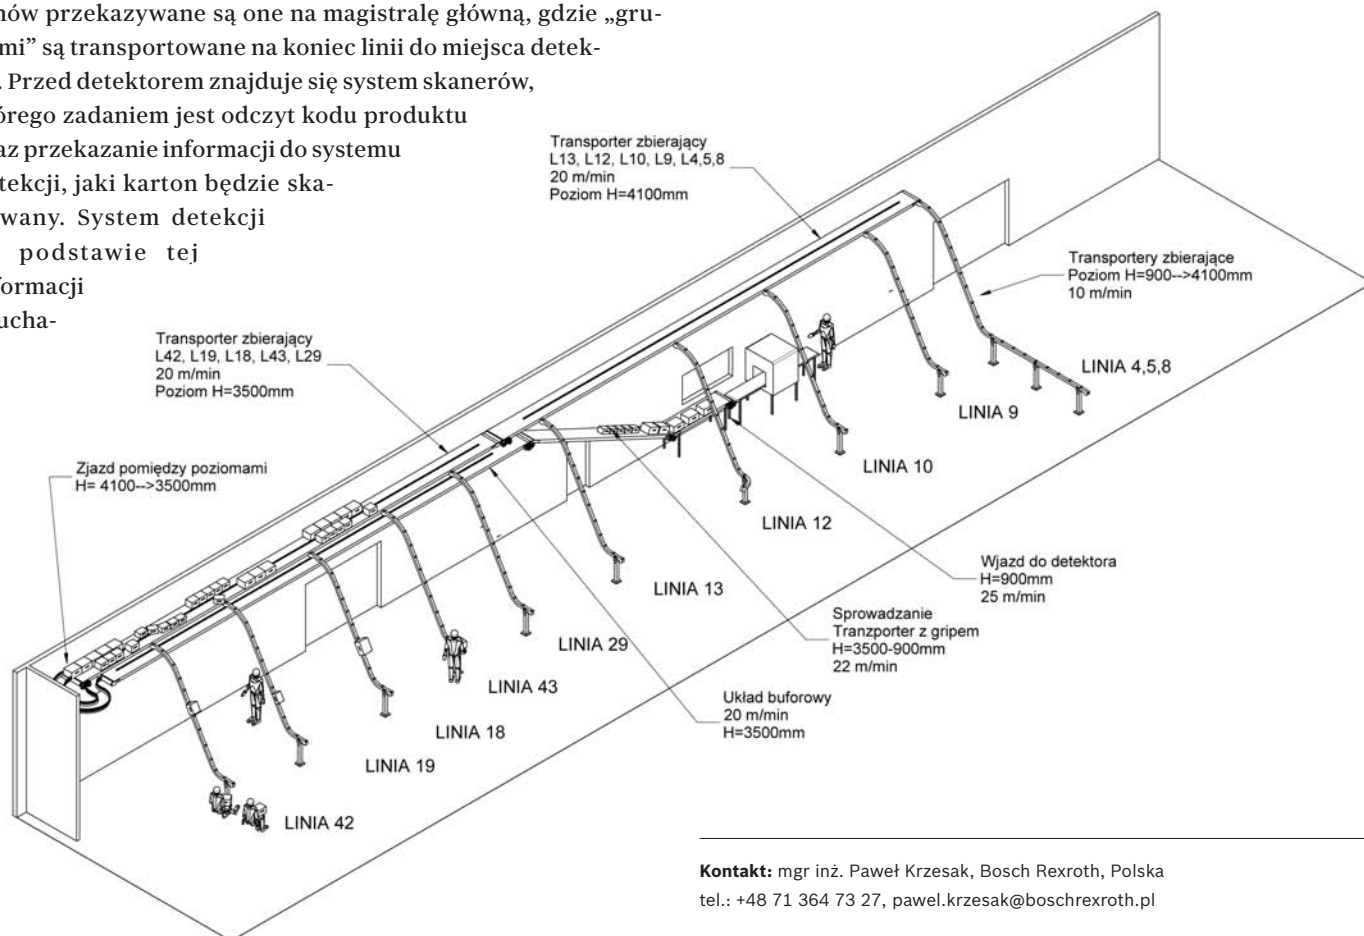 nów przekazywane są one na magistralę główną, gdzie „gru-
mi” są transportowane na koniec linii do miejsca detek-
. Przed detektorem znajduje się system skanerów,
órego zadaniem jest odczyt kodu produktu
az przekazanie informacji do systemu
tekcji, jaki karton będzie ska-
wany. System detekcji
podstawie tej
formacji
ucha-
Transporter zbierający
L13, L12, L10, L9, L4,5,8
20 m/min
Poziom H=4100mm
Transportery zbierające
Poziom H=900-->4100mm
10 m/min
Transporter zbierający
L42, L19, L18, L43, L29
20 m/min
Poziom H=3500mm
Zjazd pomiędzy poziomami
H= 4100-->3500mm
LINIA 4,5,8
LINIA 9
LINIA 10
LINIA 12
LINIA 13
LINIA 29
LINIA 43
LINIA 18
LINIA 19
LINIA 42
Wjazd do detektora
H=900mm
25 m/min
Sprowadzanie
Tranzporter z gripem
H=3500-900mm
22 m/min
Układ buforowy
20 m/min
H=3500mm
Kontakt: mgr inż. Paweł Krzesak, Bosch Rexroth, Polska
tel.: +48 71 364 73 27, pawel.krzesak@boschrexroth.pl